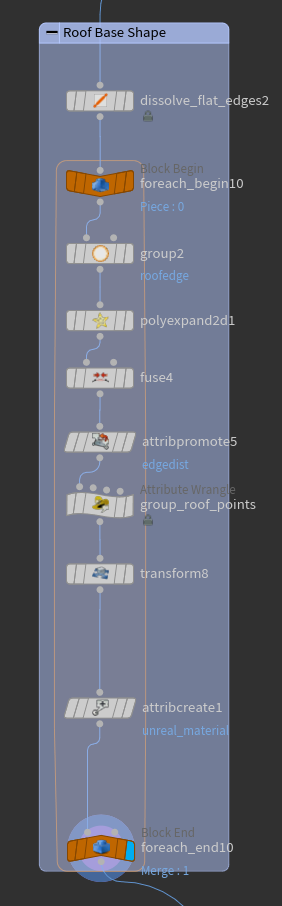 Roof Base Shape
dissolve_flat_edges2
Block Begin
foreach_begin10
Piece : 0
group2
roofedge
polyexpand2d1
fuse4
attribpromote5
edgedist
Attribute Wrangle
group_roof_points
transform8
attribcreate1
unreal_material
Block End
foreach_end10
Merge : 1